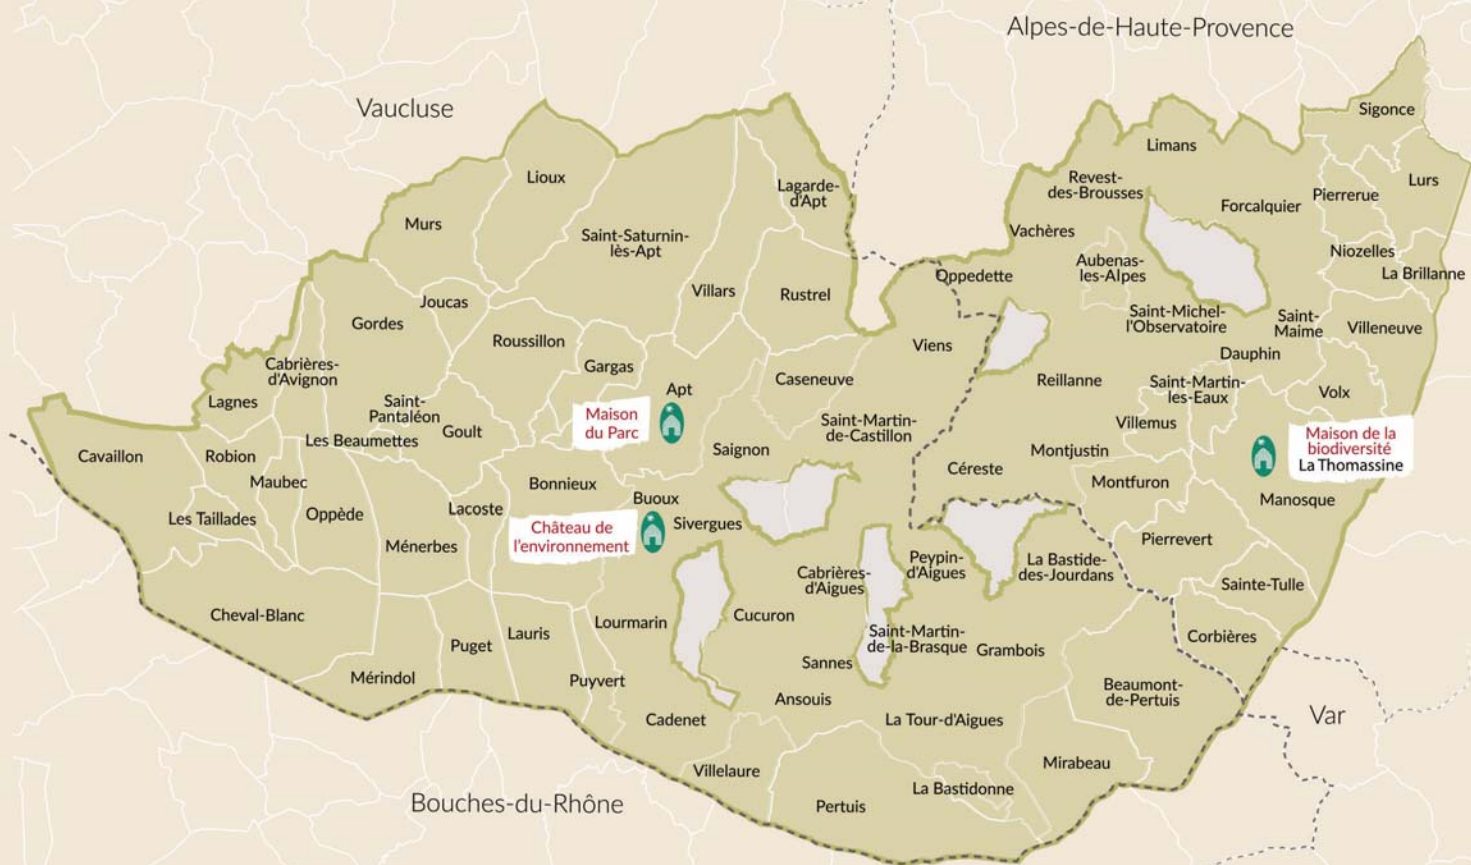 Alpes-de-Haute-Provence
Vaucluse
Sigonce
Limans
Lioux
Revest-
des-Brousses
Lurs
Lagarde-
d'Apt
Pierrerue
Forcalquier
Murs
Vachères
Saint-Saturnin-
lès-Apt
Niozelles
Aubenas-
les-Alpes
La Brillanne
Oppedette
Villars
Rustrel
Joucas
Gordes
Saint-Michel-
l'Observatoire
Saint-
Maime
Villeneuve
Roussillon
Viens
Dauphin
Gargas
Cabrières-
d'Avignon
Caseneuve
Reillanne
Saint-Martin-
les-Eaux
Apt
Volx
Lagnes
Saint-
Pantaléon
Maison
du Parc
Saint-Martin-
de-Castillon
Villemus
Goult
Les Beaumettes
Maison de la
biodiversité
La Thomassine
Saignon
Montjustin
Cavaillon
Robion
Céreste
Maubec
Bonnieux
Montfuron
Buoux
Manosque
Lacoste
Oppède
Les Taillades
Sivergues
Château de
l'environnement
Ménerbes
Pierrevert
Peypin-
d'Aigues
La Bastide-
des-Jourdans
Cabrières-
d'Aigues
Sainte-Tulle
Cheval-Blanc
Cucuron
Lourmarin
Lauris
Puget
Saint-Martin-
de-la-Brasque
Grambois
Corbières
Sannes
Mérindol
Puyvert
Beaumont-
de-Pertuis
Ansouis
Cadenet
La Tour-d'Aigues
Var
Mirabeau
Villelaure
La Bastidonne
Bouches-du-Rhône
Pertuis